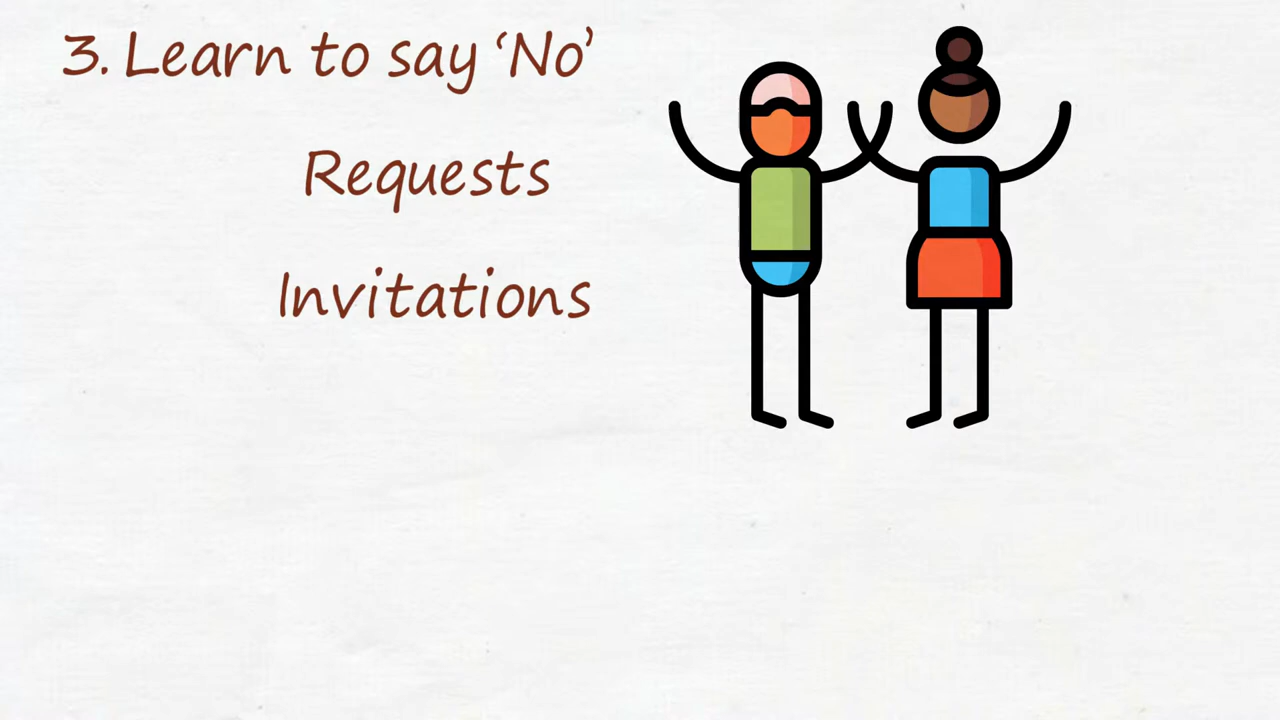 3. Learn to say ‘No’
Requests
Invitations